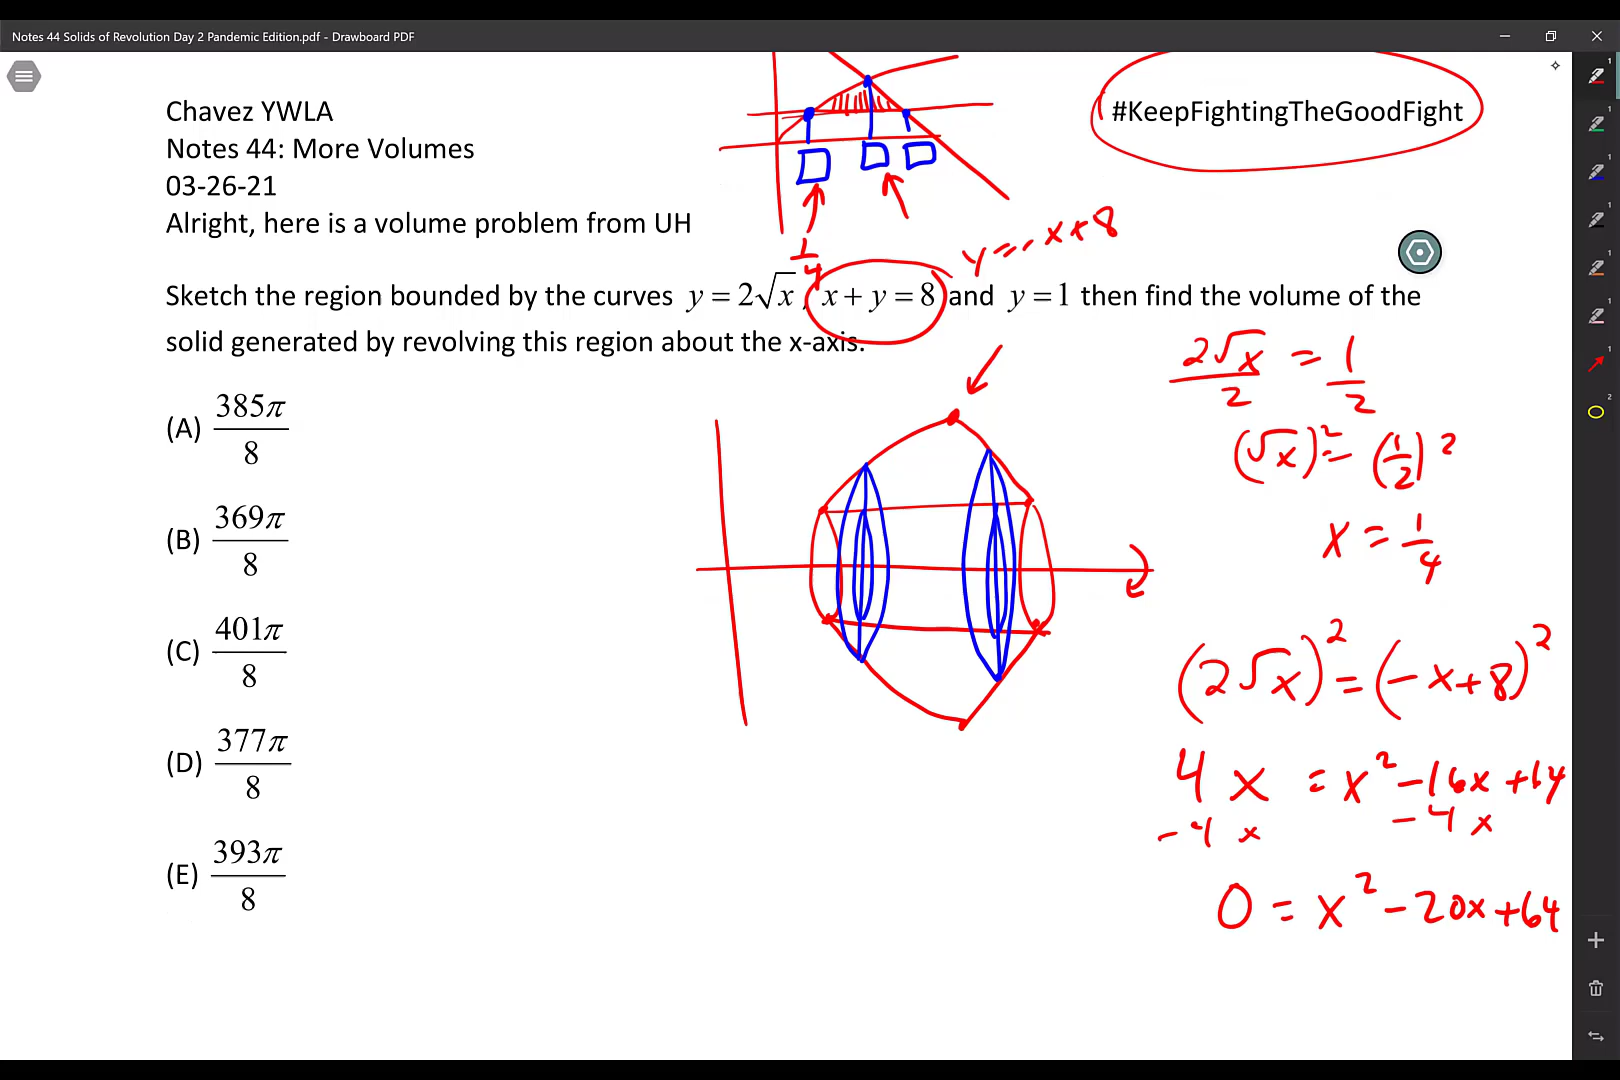 Notes 44 Solids of Revolution Day 2 Pandemic Edition.pdf - Drawboard PDF
Chavez YWLA
#KeepFightingTheGoodFight
Notes 44: More Volumes
03-26-21
Alright, here is a volume problem from UH
1/4
y = -x+8
Sketch the region bounded by the curves y = 2√x, x + y = 8 and y = 1 then find the volume of the
solid generated by revolving this region about the x-axis.
(A) 385π/8
(B) 369π/8
(C) 401π/8
(D) 377π/8
(E) 393π/8
2√x/2 = 1/2
(√x)² = (1/2)²
x = 1/4
(2√x)² = (-x+8)²
4x = x² -16x +64
-4x -4x
0 = x² -20x+64